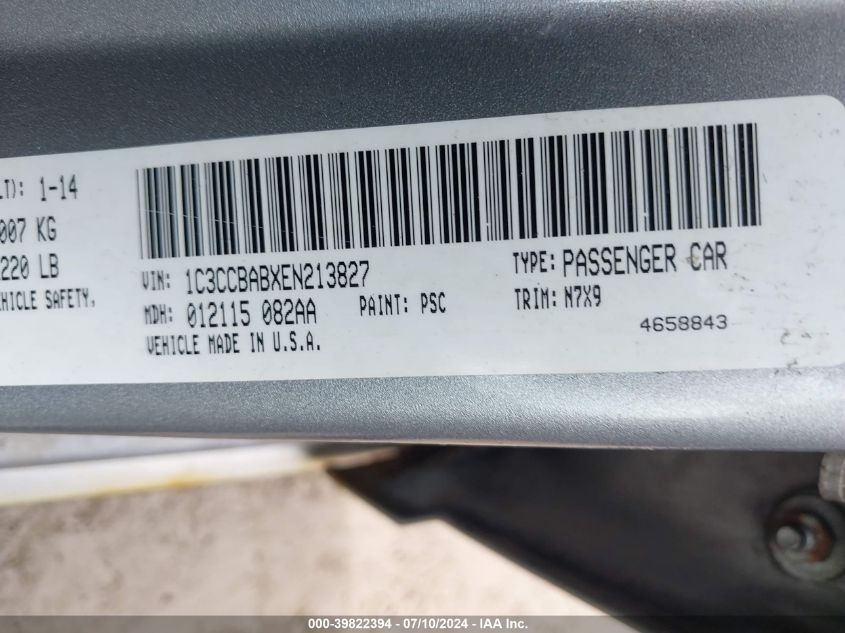 LT): 1-14
007 KG
220 LB
HICLE SAFETY,
VIN: 1C3CCBABXEN213827
TYPE: PASSENGER CAR
MDH: 012115 082AA
PAINT: PSC
TRIM: N7X9
VEHICLE MADE IN U.S.A.
4658843
000-39822394 - 07/10/2024 - IAA Inc.